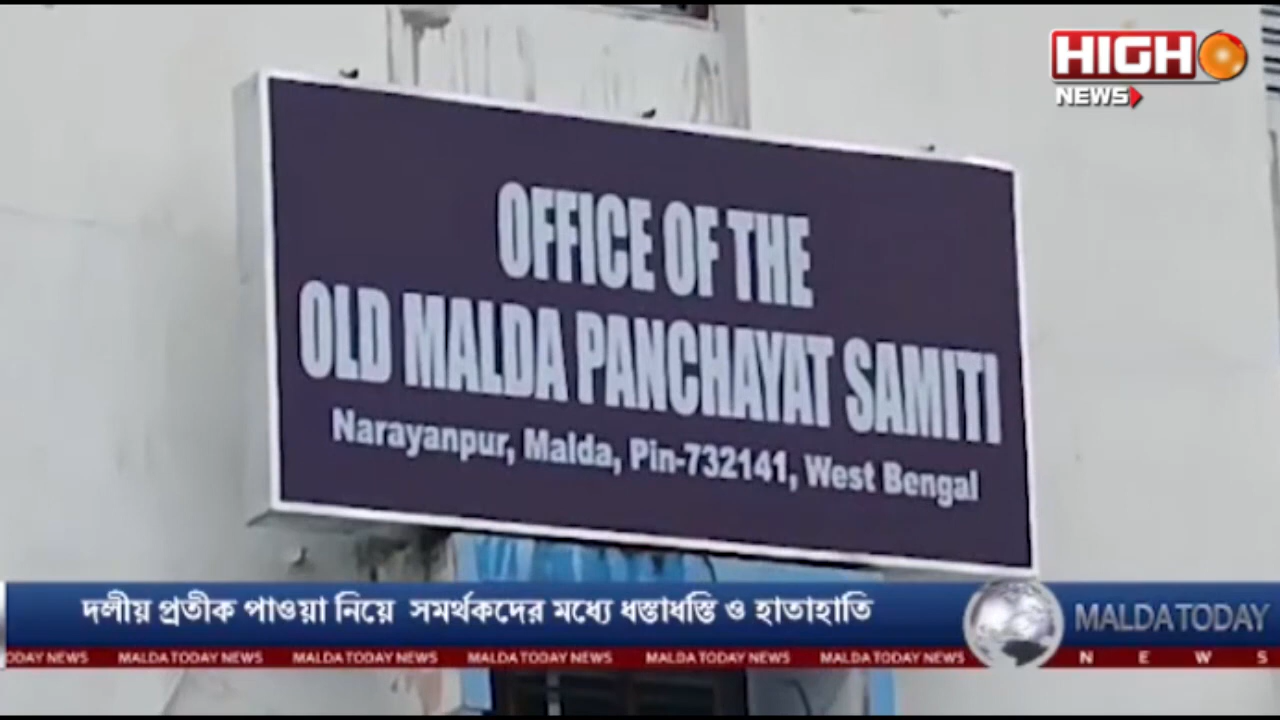 HIGH
NEWS
OFFICE OF THE
OLD MALDA PANCHAYAT SAMITI
Narayanpur, Malda, Pin-732141, West Bengal
দলীয় প্রতীক পাওয়া নিয়ে সমর্থকদের মধ্যে ধস্তাধস্তি ও হাতাহাতি
MALDA TODAY
ODAY NEWS MALDA TODAY NEWS MALDA TODAY NEWS MALDA TODAY NEWS MALDA TODAY NEWS MALDA TODAY NEWS
N E W S